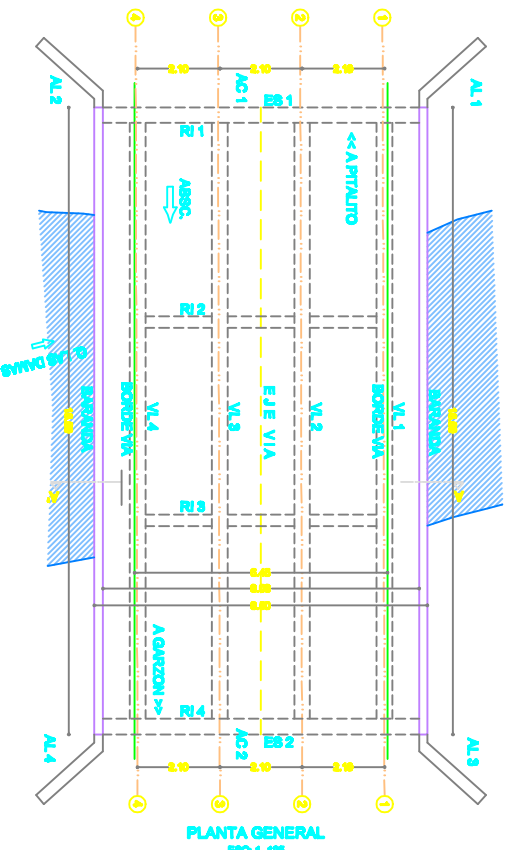 4
3
2
1
2.10
2.10
2.10
AL 2
AC 1
ES 1
AL 1
RI 1
<< A PITALITO
ABSC.
RI 2
Q. LAS DAMAS
BARANDA
BORDE VIA
VL 4
VL 3
EJE VIA
VL 2
BORDE VIA
VL 1
BARANDA
A
A
RI 3
A GARZON >>
RI 4
AL 4
AC 2
ES 2
AL 3
2.10
2.10
2.10
4
3
2
1
PLANTA GENERAL